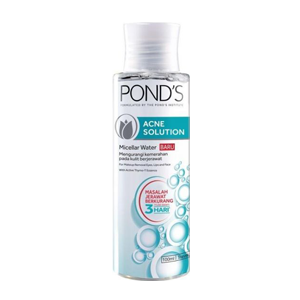 POND'S
FORMULATED BY THE POND'S INSTITUTE
ACNE
SOLUTION
Micellar Water BARU
Mengurangi kemerahan
pada kulit berjerawat
MASALAH
JERAWAT BERKURANG
3 HARI
100ml